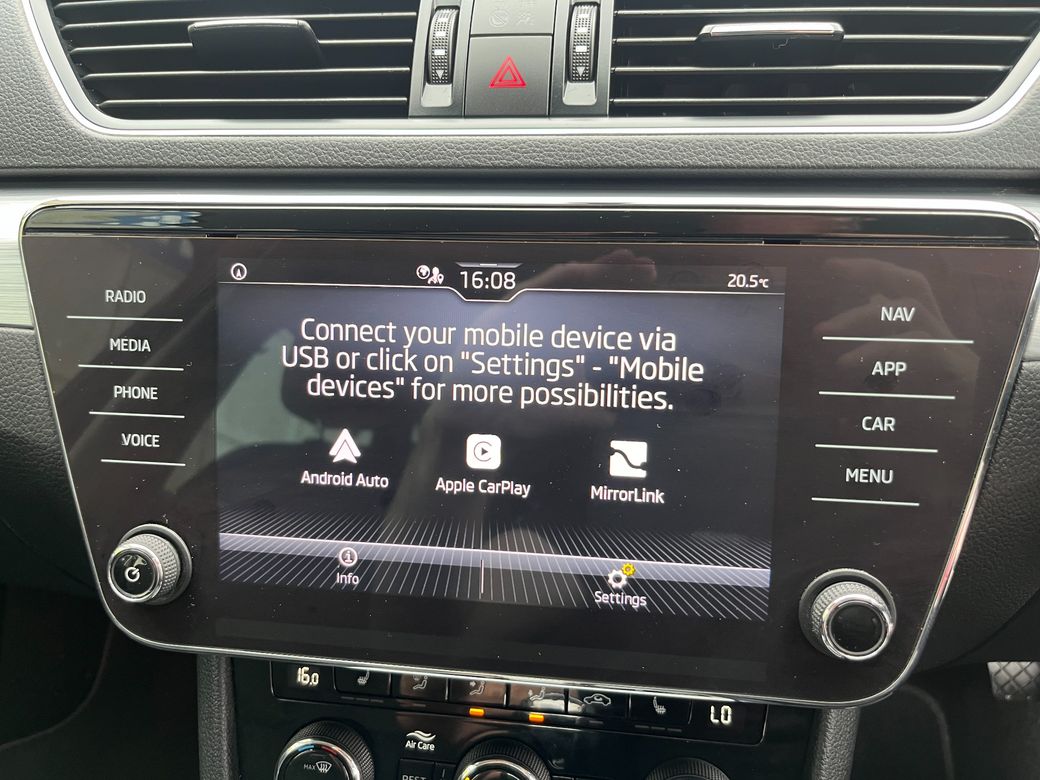 16:08
20.5°C
RADIO
MEDIA
PHONE
VOICE
Connect your mobile device via
USB or click on "Settings" - "Mobile
devices" for more possibilities.
Android Auto
Apple CarPlay
MirrorLink
Info
Settings
NAV
APP
CAR
MENU
16.0
LO
Air Care
MAX
REST